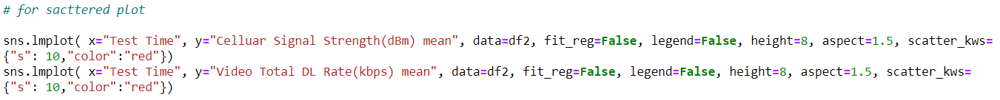 # for sacttered plot
sns.lmplot( x="Test Time", y="Celluar Signal Strength(dBm) mean", data=df2, fit_reg=False, legend=False, height=8, aspect=1.5, scatter_kws=
{"s": 10,"color":"red"})
sns.lmplot( x="Test Time", y="Video Total DL Rate(kbps) mean", data=df2, fit_reg=False, legend=False, height=8, aspect=1.5, scatter_kws=
{"s": 10,"color":"red"})